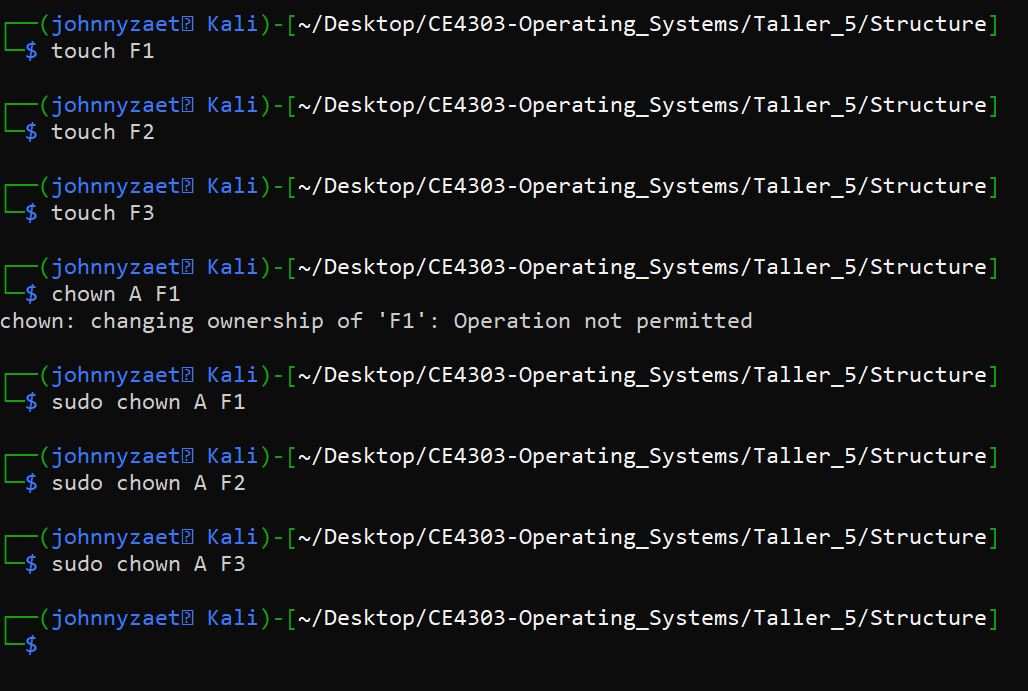 ┌──(johnnyzaet㉿ Kali)-[~/Desktop/CE4303-Operating_Systems/Taller_5/Structure]
└─$ touch F1
┌──(johnnyzaet㉿ Kali)-[~/Desktop/CE4303-Operating_Systems/Taller_5/Structure]
└─$ touch F2
┌──(johnnyzaet㉿ Kali)-[~/Desktop/CE4303-Operating_Systems/Taller_5/Structure]
└─$ touch F3
┌──(johnnyzaet㉿ Kali)-[~/Desktop/CE4303-Operating_Systems/Taller_5/Structure]
└─$ chown A F1
chown: changing ownership of 'F1': Operation not permitted
┌──(johnnyzaet㉿ Kali)-[~/Desktop/CE4303-Operating_Systems/Taller_5/Structure]
└─$ sudo chown A F1
┌──(johnnyzaet㉿ Kali)-[~/Desktop/CE4303-Operating_Systems/Taller_5/Structure]
└─$ sudo chown A F2
┌──(johnnyzaet㉿ Kali)-[~/Desktop/CE4303-Operating_Systems/Taller_5/Structure]
└─$ sudo chown A F3
┌──(johnnyzaet㉿ Kali)-[~/Desktop/CE4303-Operating_Systems/Taller_5/Structure]
└─$